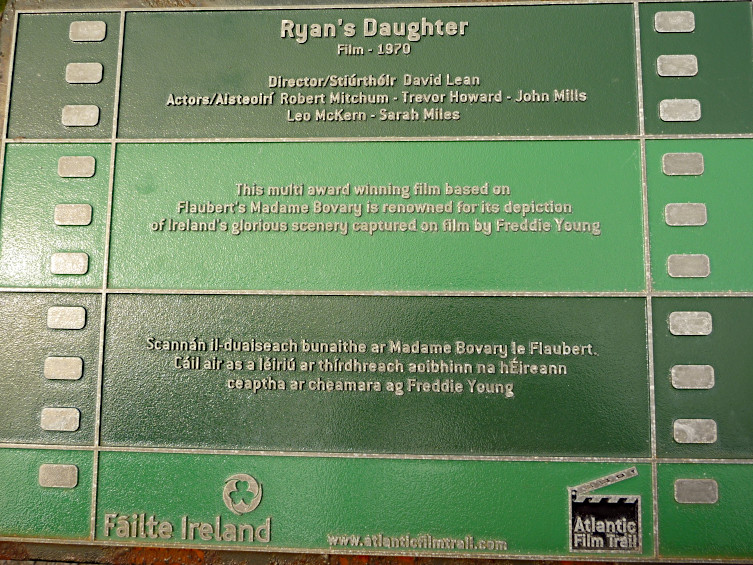 Ryan's Daughter
Film - 1970
Director/Stiúrthóir David Lean
Actors/Aisteoirí Robert Mitchum - Trevor Howard - John Mills
Leo McKern - Sarah Miles
This multi award winning film based on
Flaubert's Madame Bovary is renowned for its depiction
of Ireland's glorious scenery captured on film by Freddie Young
Scannán il-duaiseach bunaithe ar Madame Bovary le Flaubert.
Cáil air as a léiriú ar thírdhreach aoibhinn na hÉireann
ceaptha ar cheamara ag Freddie Young
Fáilte Ireland
www.atlanticfilmtrail.com
Atlantic
Film Trail